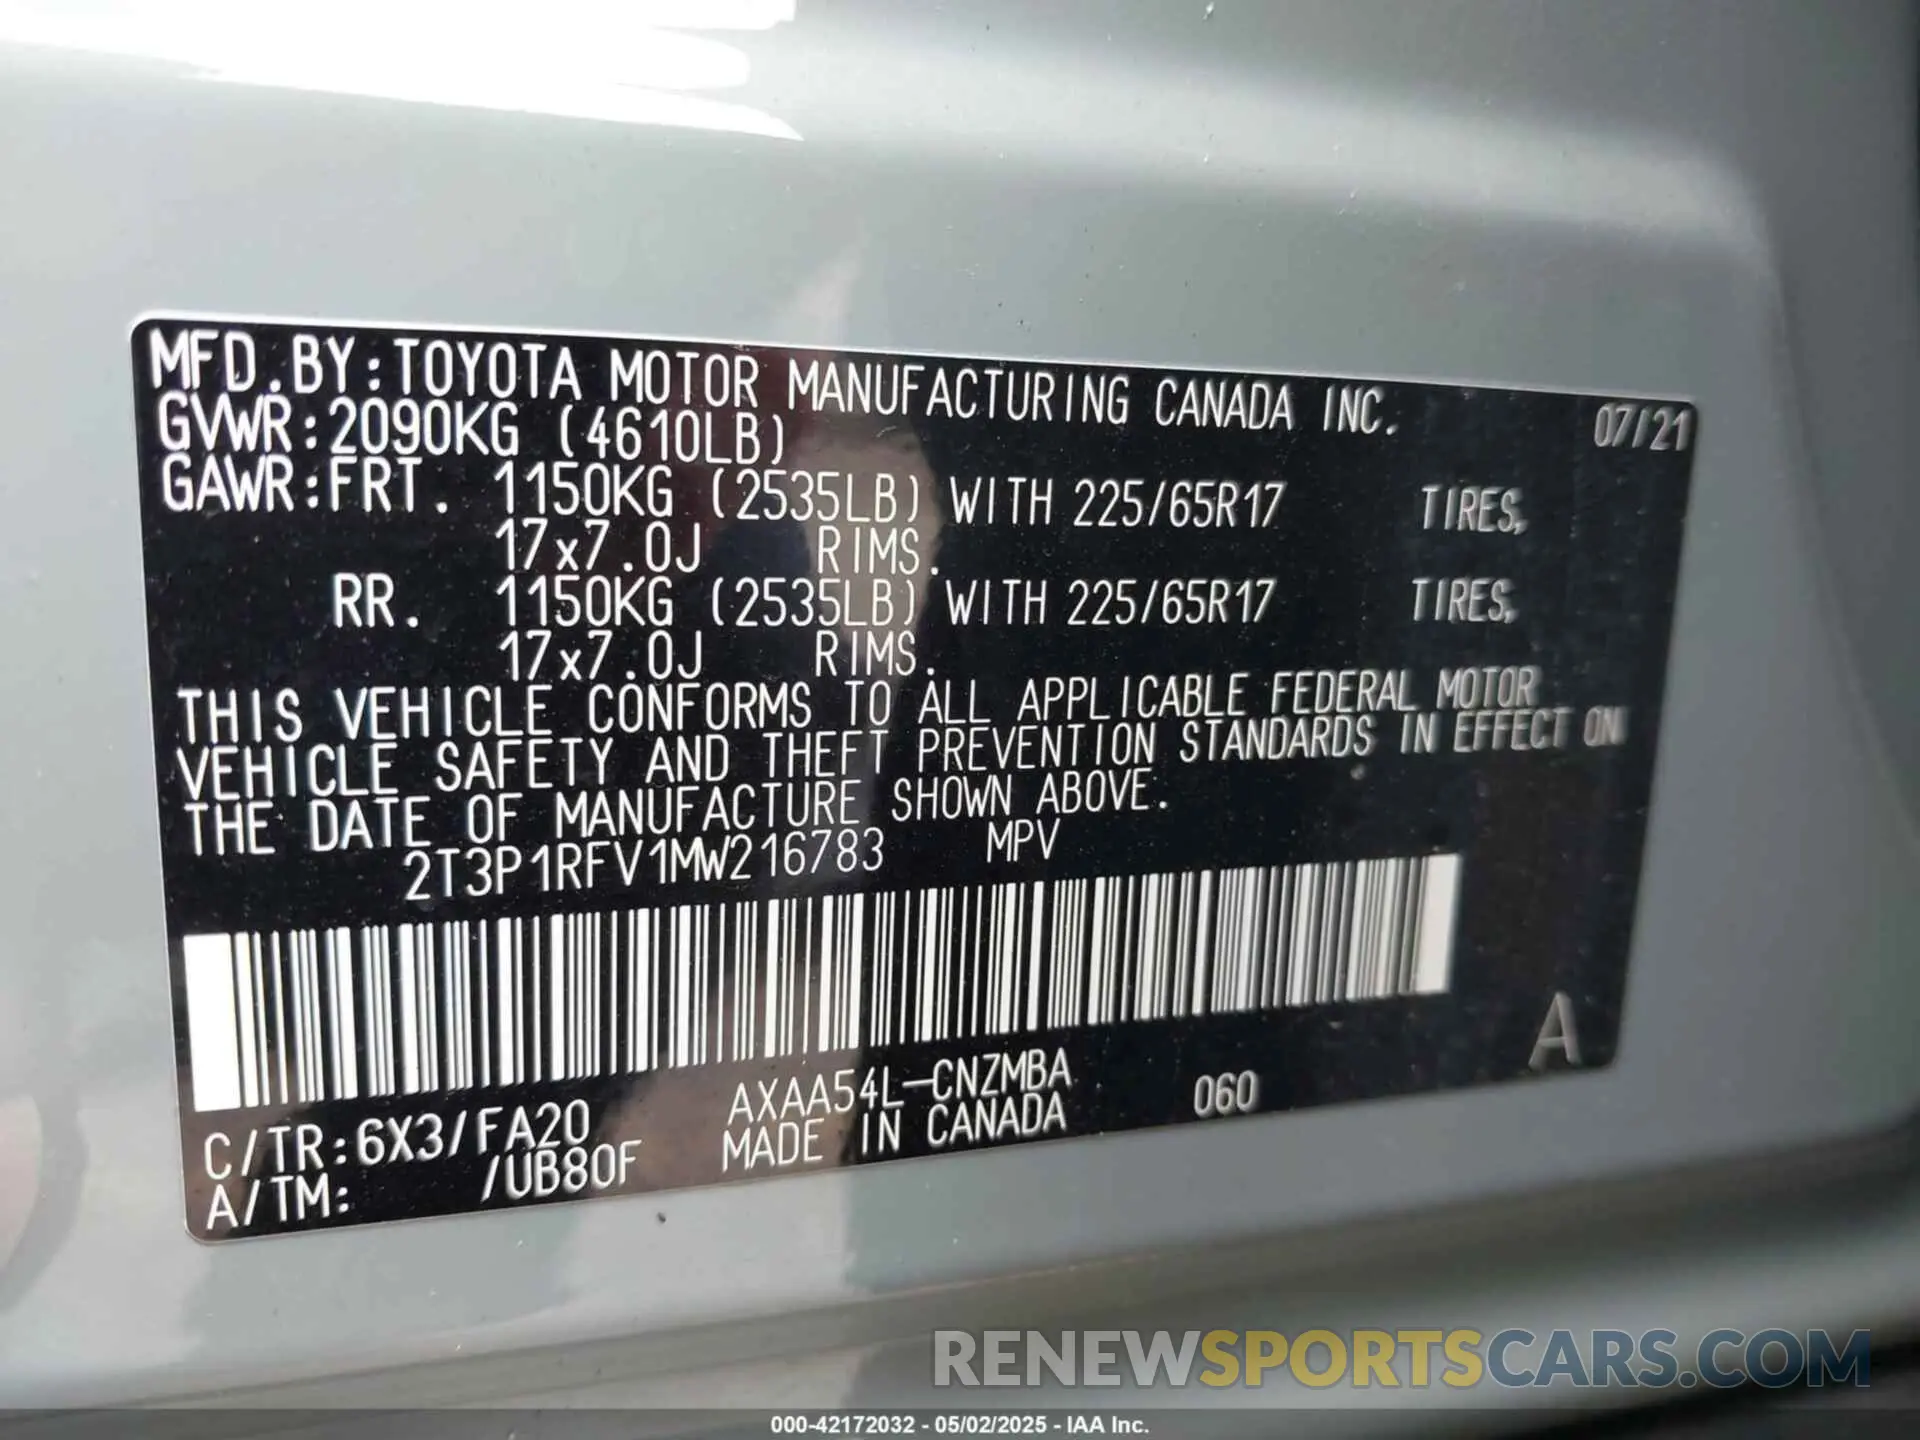 MFD.BY:TOYOTA MOTOR MANUFACTURING CANADA INC. 07/21
GVWR:2090KG (4610LB)
GAWR:FRT. 1150KG (2535LB) WITH 225/65R17 TIRES,
17x7.0J RIMS.
RR. 1150KG (2535LB) WITH 225/65R17 TIRES,
17x7.0J RIMS.
THIS VEHICLE CONFORMS TO ALL APPLICABLE FEDERAL MOTOR
VEHICLE SAFETY AND THEFT PREVENTION STANDARDS IN EFFECT ON
THE DATE OF MANUFACTURE SHOWN ABOVE.
2T3P1RFV1MW216783 MPV
A
C/TR:6X3/FA20 AXAA54L-CNZMBA 060
A/TM: /UB80F MADE IN CANADA
RENEWSPORTSCARS.COM
000-42172032 - 05/02/2025 - IAA Inc.